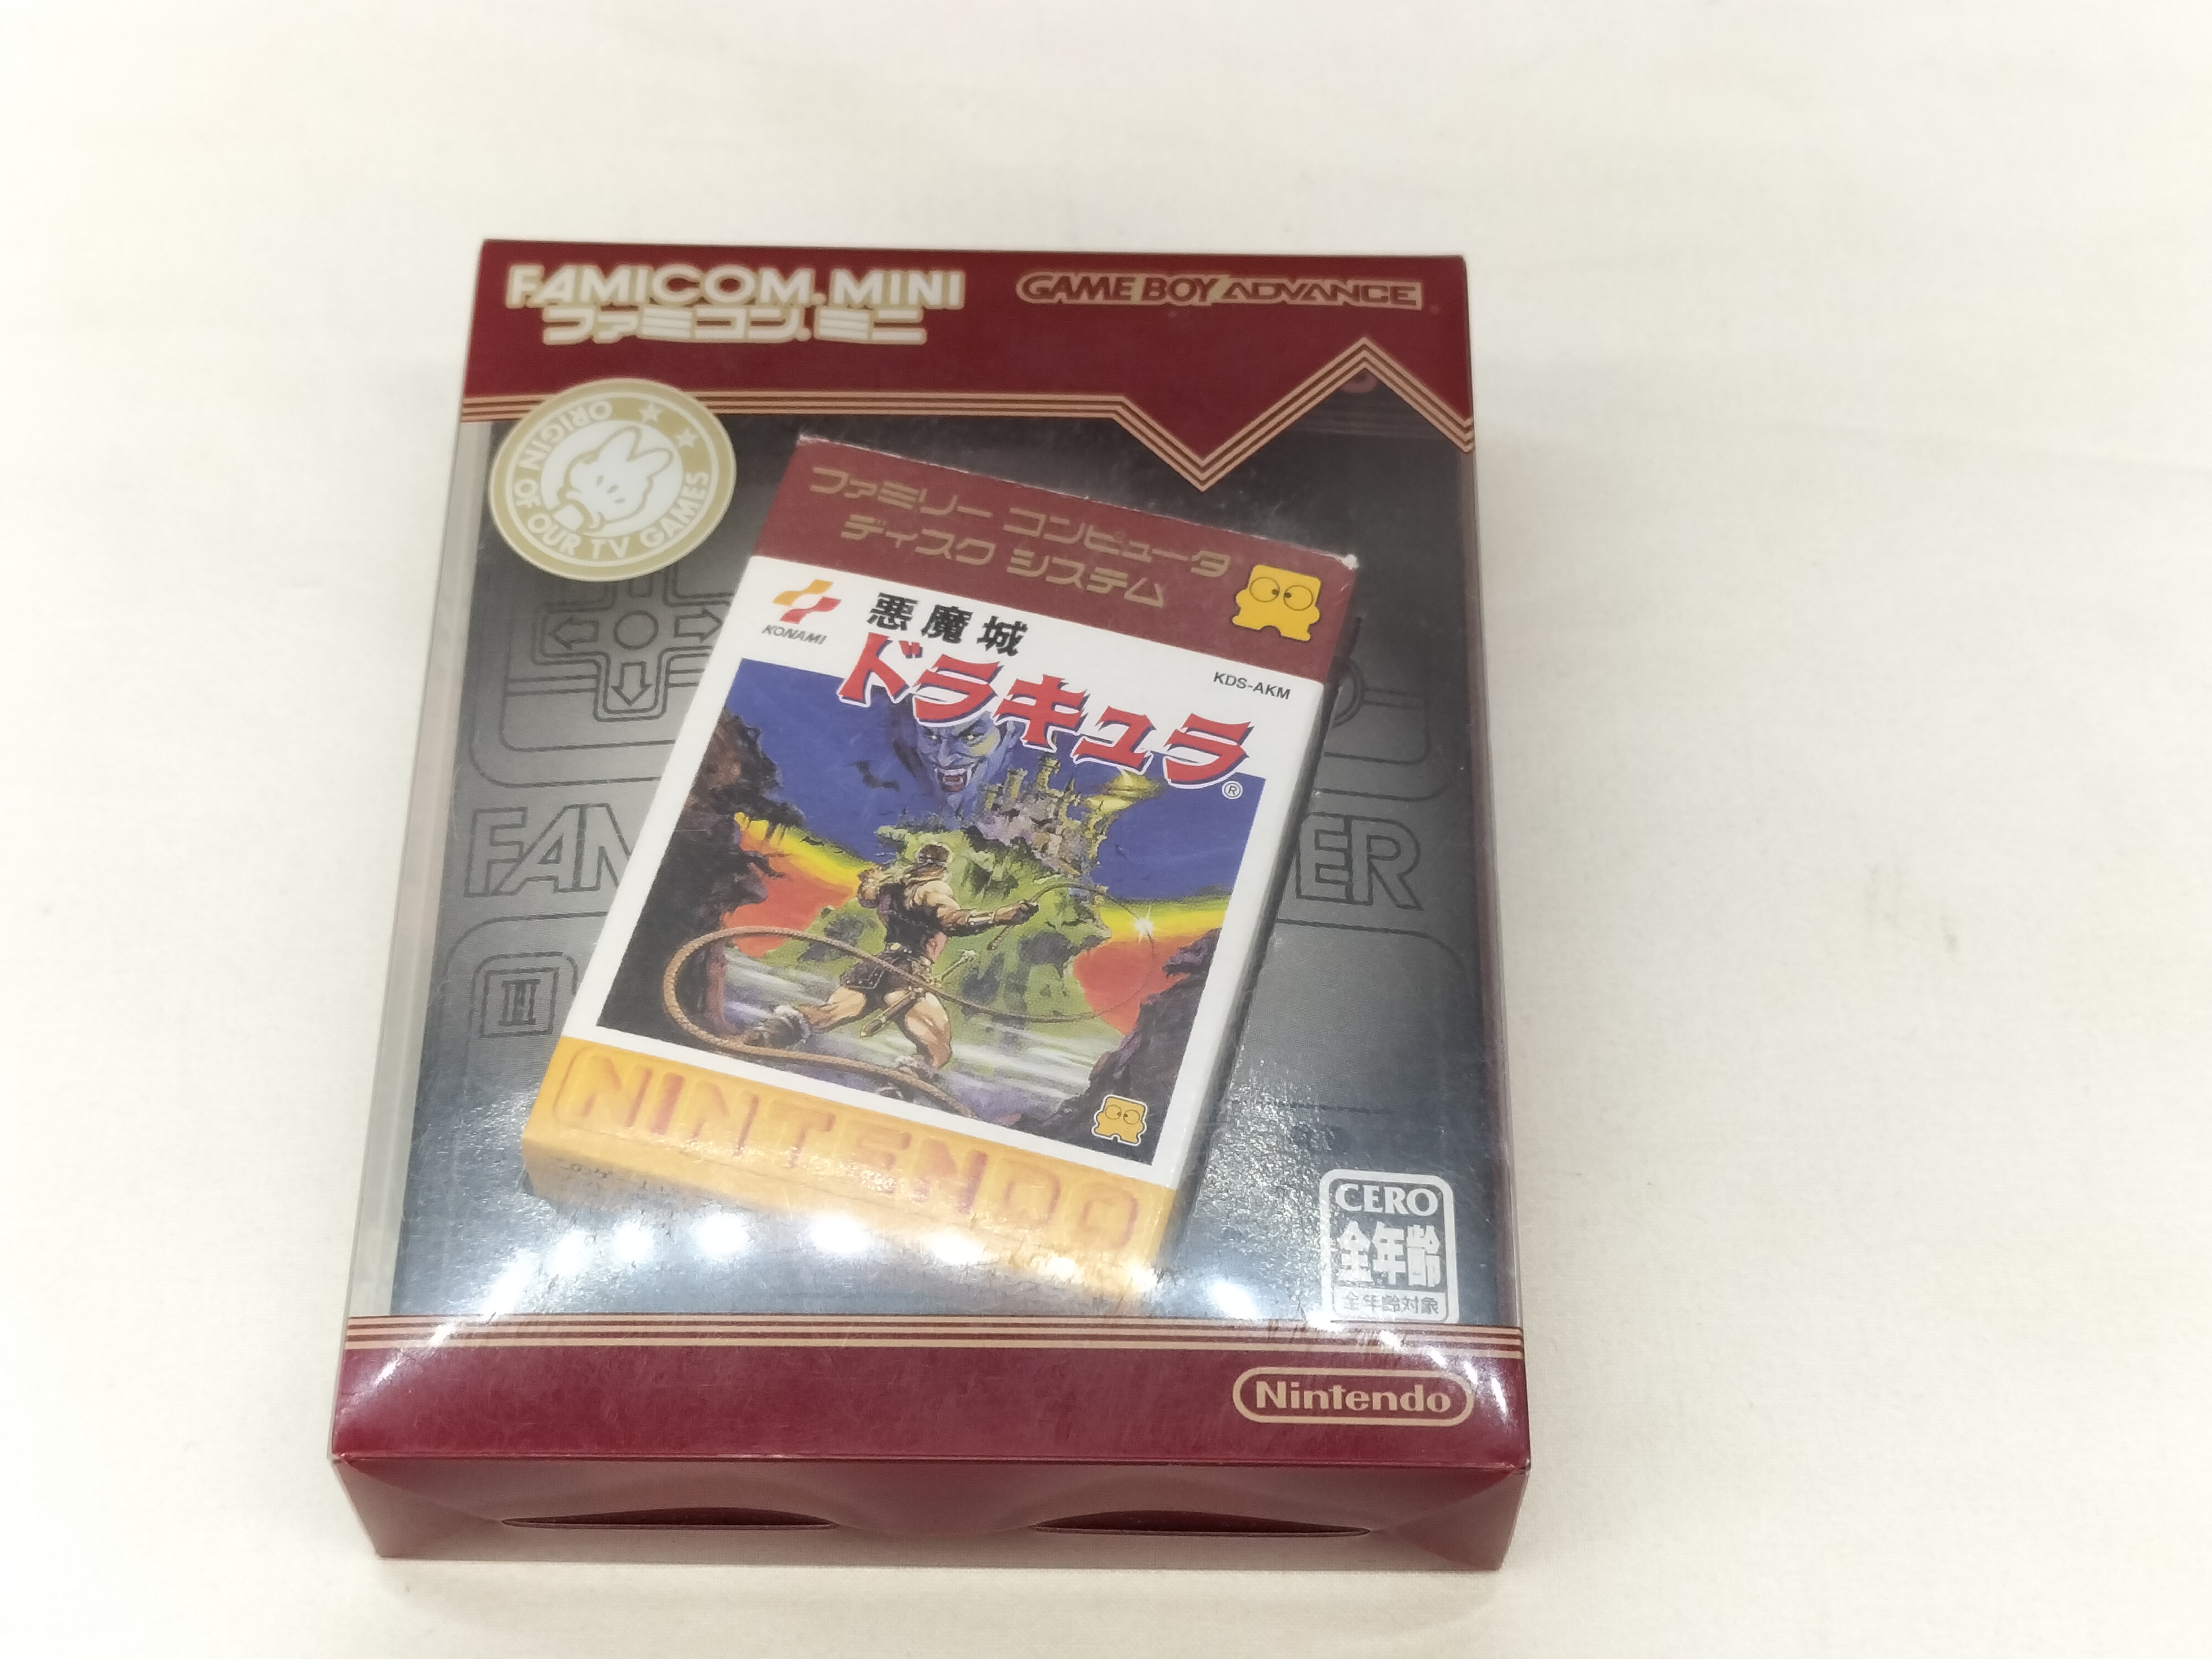 FAMICOM MINI
ファミコン ミニ
GAME BOY ADVANCE
ORIGIN OF OUR TV GAMES
ファミリー コンピュータ
ディスク システム
KONAMI
悪魔城
ドラキュラ®
KDS-AKM
FAM
ER
II
NINTENDO
CERO
全年齢
全年齢対象
Nintendo